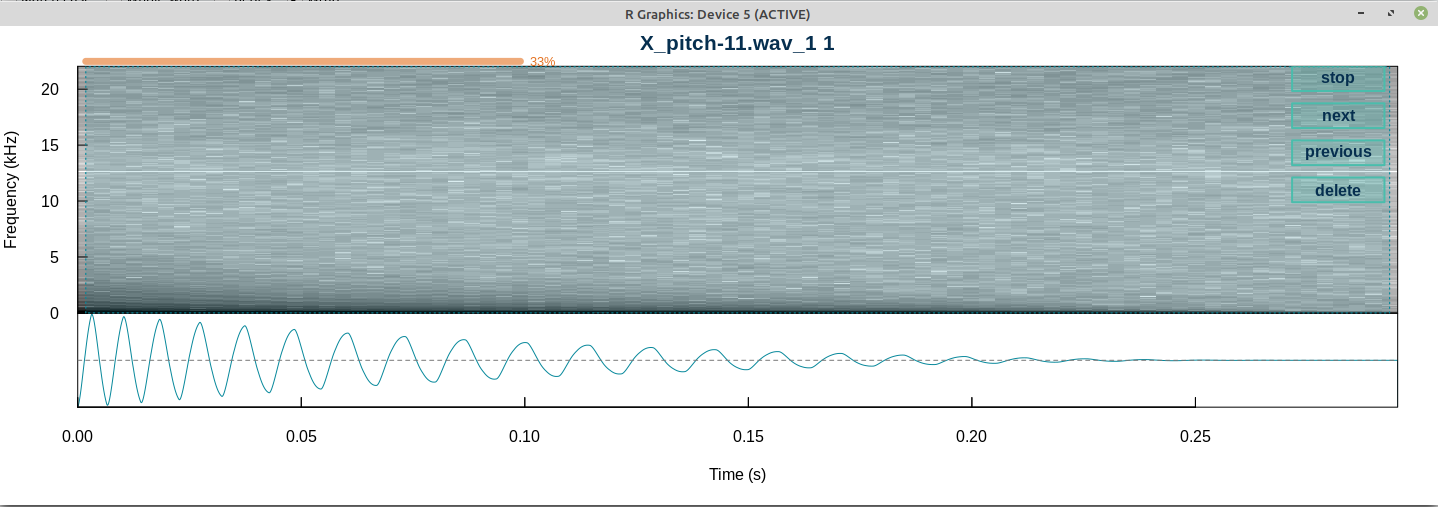 R Graphics: Device 5 (ACTIVE)
X_pitch-11.wav_1 1
33%
stop
next
previous
delete
Frequency (kHz)
20
15
10
5
0
0.00 0.05 0.10 0.15 0.20 0.25
Time (s)